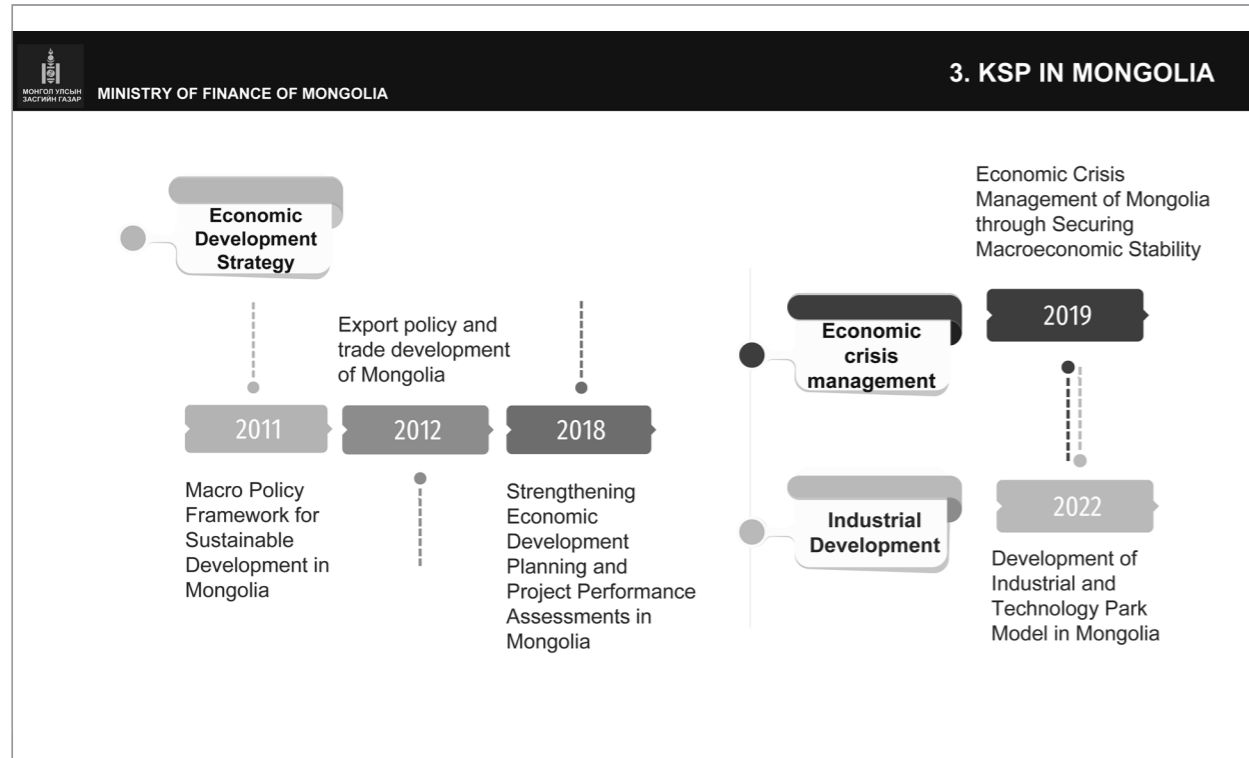 МОНГОЛ УЛСЫН
ЗАСГИЙН ГАЗАР
MINISTRY OF FINANCE OF MONGOLIA
3. KSP IN MONGOLIA
Economic
Development
Strategy
Export policy and
trade development
of Mongolia
2011
2012
2018
Macro Policy
Framework for
Sustainable
Development in
Mongolia
Strengthening
Economic
Development
Planning and
Project Performance
Assessments in
Mongolia
Economic Crisis
Management of Mongolia
through Securing
Macroeconomic Stability
Economic
crisis
management
2019
Industrial
Development
2022
Development of
Industrial and
Technology Park
Model in Mongolia